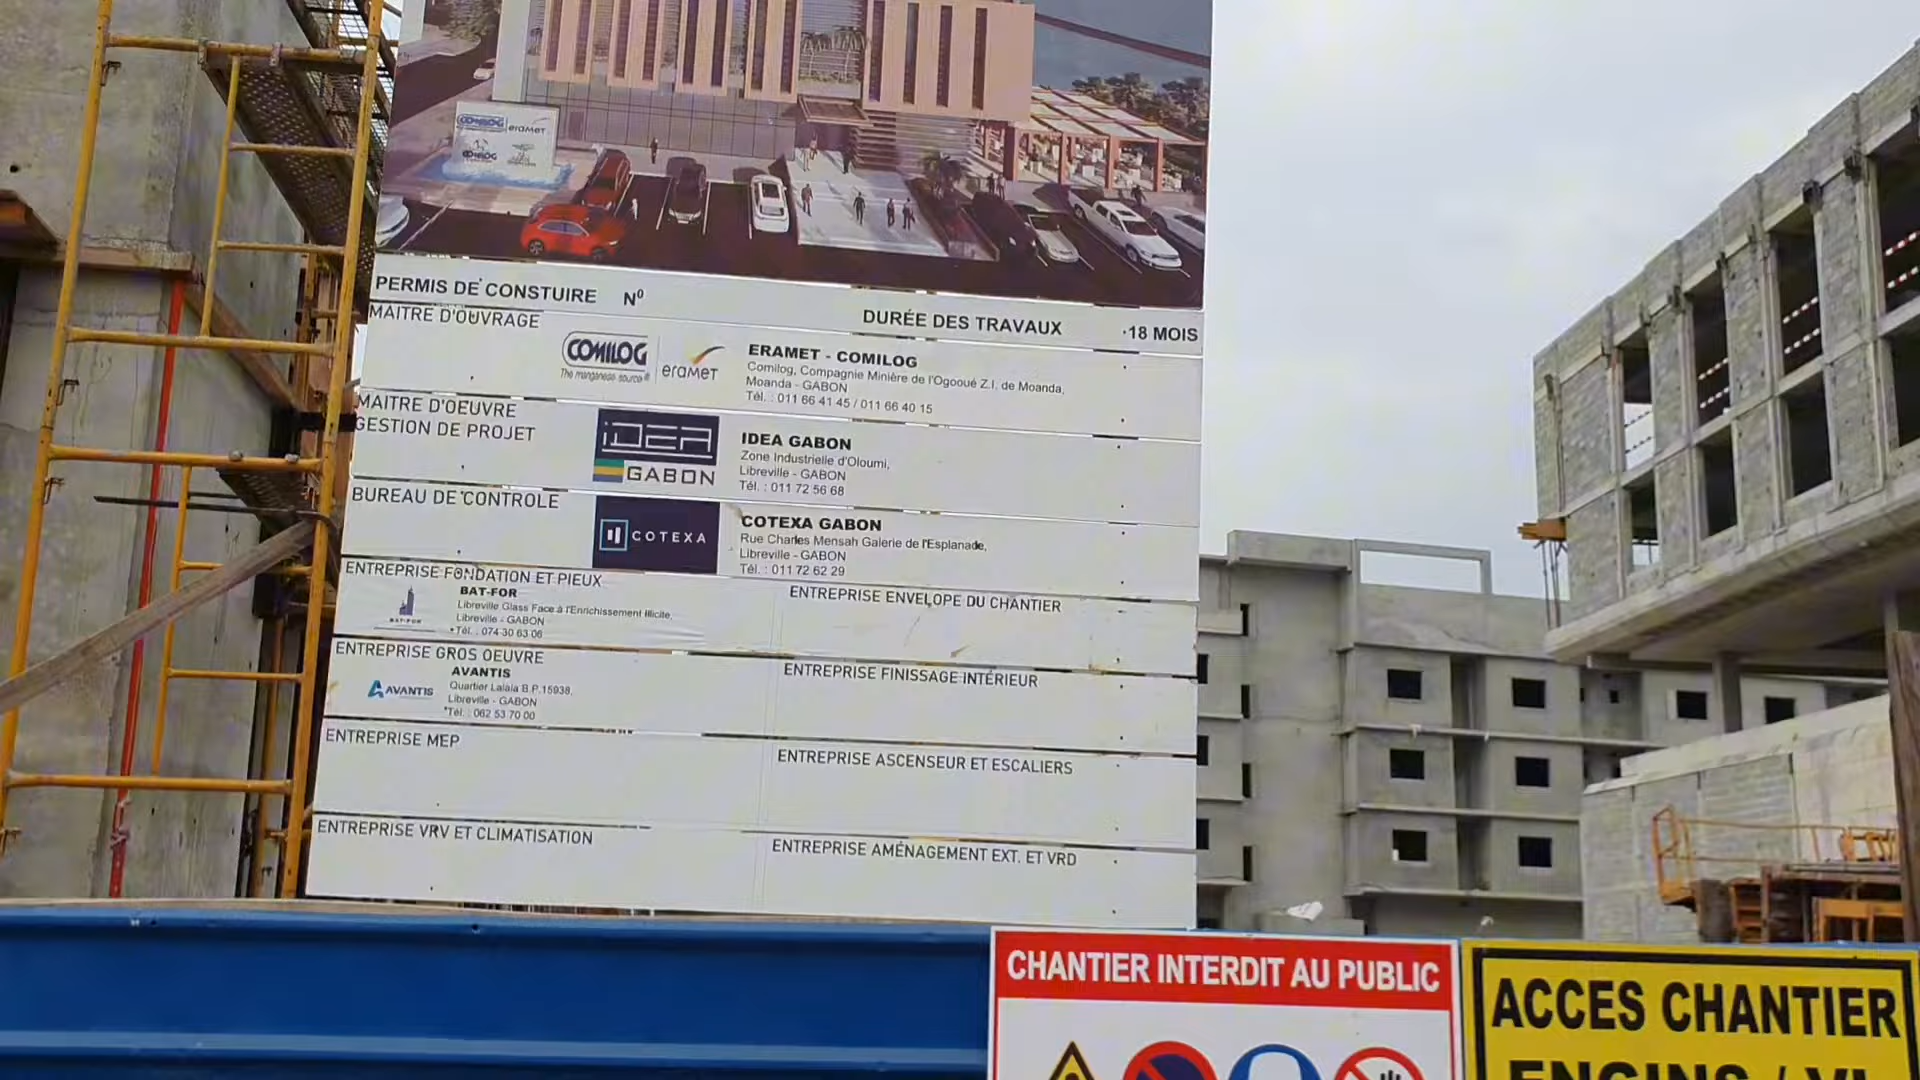 COMILOG eramet
COMILOG
PERMIS DE CONSTUIRE N⁰
DURÉE DES TRAVAUX 18 MOIS
MAITRE D'OUVRAGE
COMILOG
The manganese source®
eramet
ERAMET - COMILOG
Comilog, Compagnie Minière de l'Ogooué Z.I. de Moanda,
Moanda - GABON
Tél. : 011 66 41 45 / 011 66 40 15
MAITRE D'OEUVRE
GESTION DE PROJET
IDEA
GABON
IDEA GABON
Zone Industrielle d'Oloumi,
Libreville - GABON
Tél. : 011 72 56 68
BUREAU DE CONTROLE
COTEXA
COTEXA GABON
Rue Charles Mensah Galerie de l'Esplanade,
Libreville - GABON
Tél. : 011 72 62 29
ENTREPRISE FONDATION ET PIEUX
BAT-FOR
BAT-FOR
Libreville Glass Face à l'Enrichissement Illicite,
Libreville - GABON
Tél. : 074 30 63 06
ENTREPRISE ENVELOPE DU CHANTIER
ENTREPRISE GROS OEUVRE
AVANTIS
AVANTIS
Quartier Lalala B.P.15938,
Libreville - GABON
Tél. : 062 53 70 00
ENTREPRISE FINISSAGE INTÉRIEUR
ENTREPRISE MEP
ENTREPRISE ASCENSEUR ET ESCALIERS
ENTREPRISE VRV ET CLIMATISATION
ENTREPRISE AMÉNAGEMENT EXT. ET VRD
CHANTIER INTERDIT AU PUBLIC
ACCES CHANTIER
ENGINS / VL